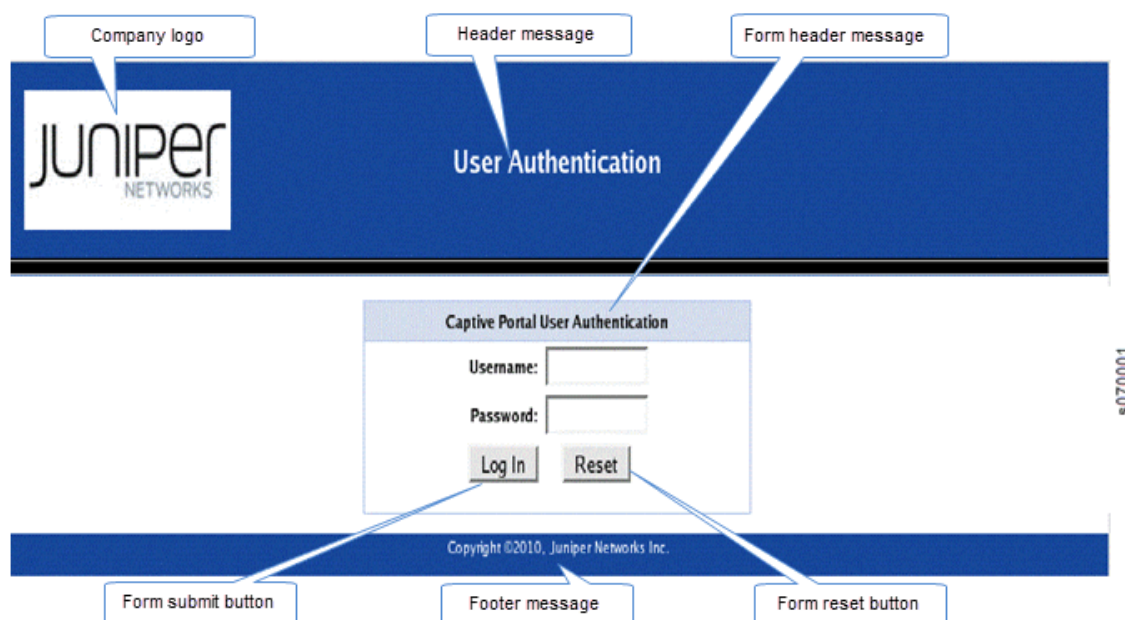 Company logo
Header message
Form header message
JUNIPER
NETWORKS
User Authentication
Captive Portal User Authentication
Username:
Password:
Log In
Reset
s070001
Copyright ©2010, Juniper Networks Inc.
Form submit button
Footer message
Form reset button